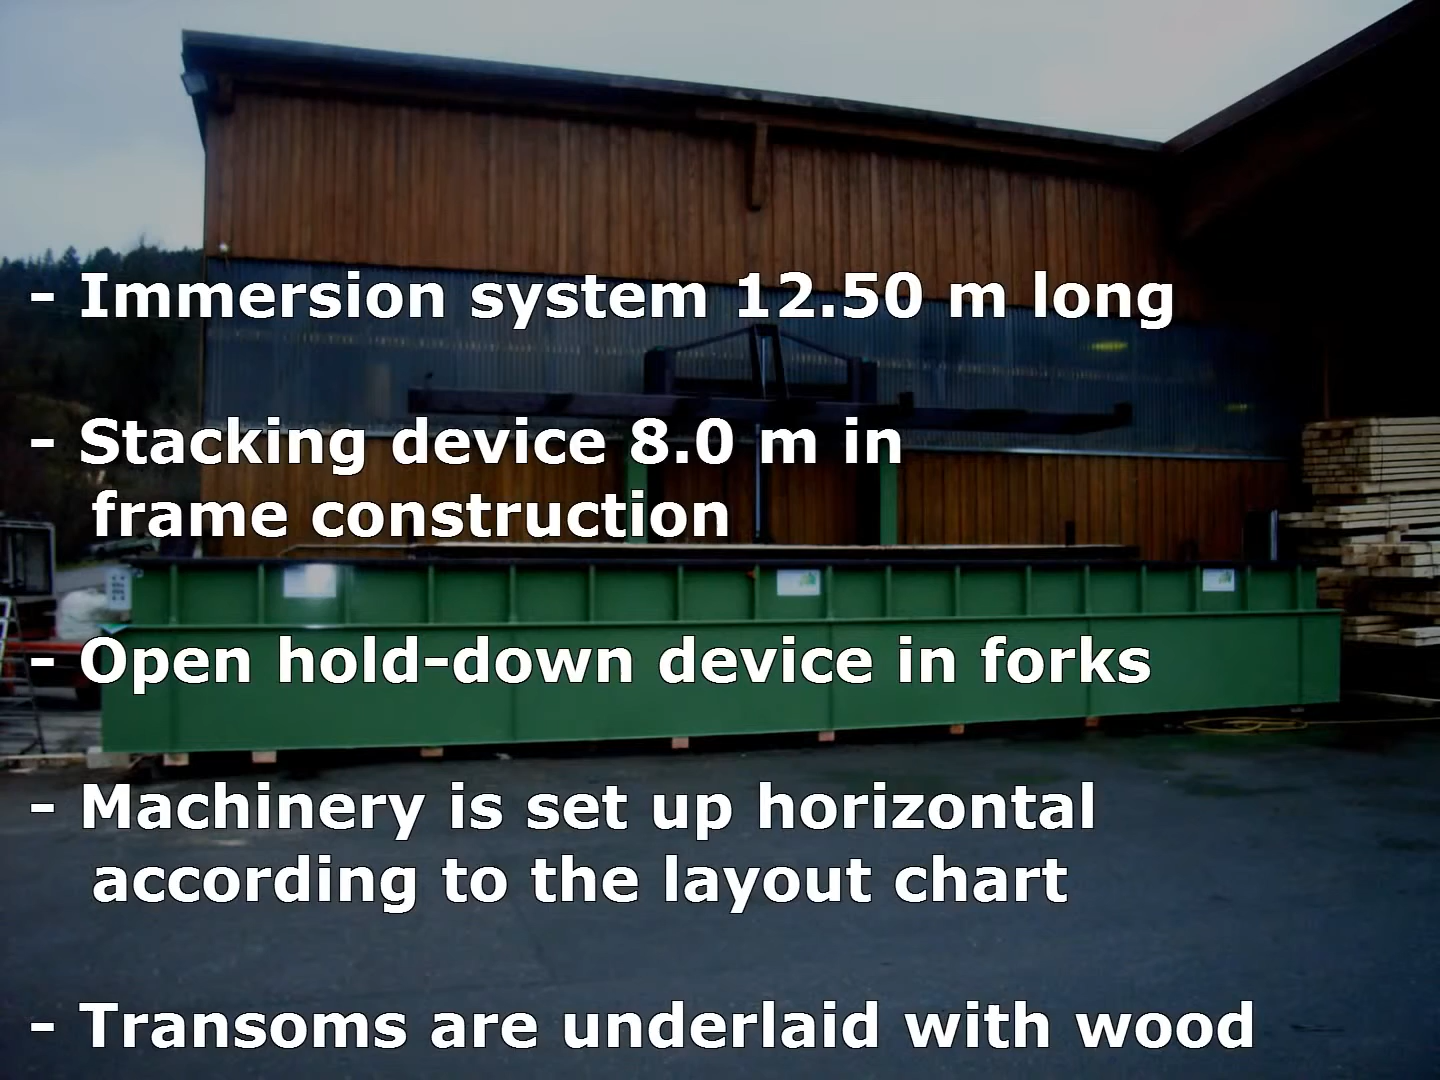 - Immersion system 12.50 m long
- Stacking device 8.0 m in
frame construction
- Open hold-down device in forks
- Machinery is set up horizontal
according to the layout chart
- Transoms are underlaid with wood